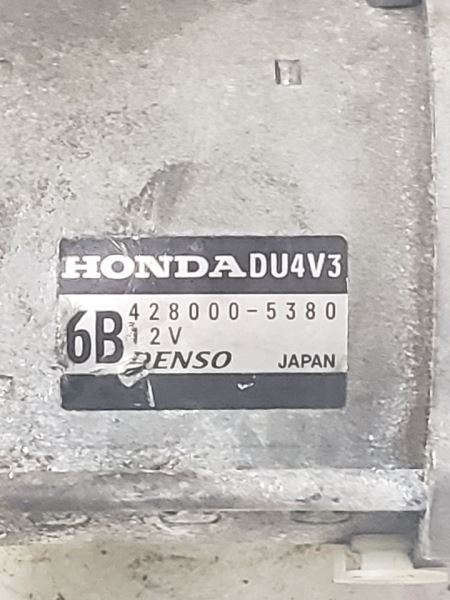 HONDA DU4V3
6B
428000-5380
12V
DENSO JAPAN